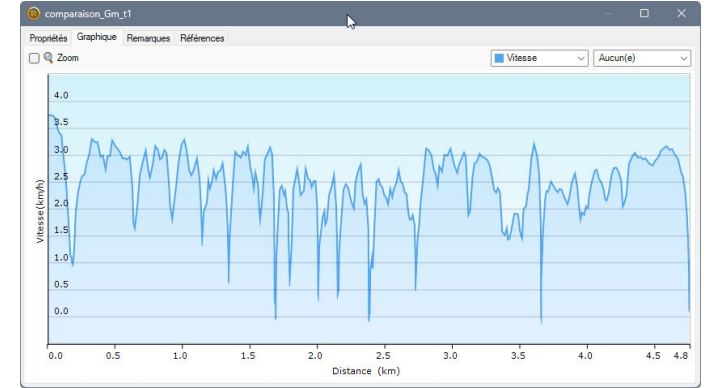 comparaison_Gm_t1
Propriétés Graphique Remarques Références
Zoom
Vitesse
Aucun(e)
4.0
3.5
3.0
2.5
2.0
1.5
1.0
0.5
0.0
Vitesse (km/h)
0.0 0.5 1.0 1.5 2.0 2.5 3.0 3.5 4.0 4.5 4.8
Distance (km)